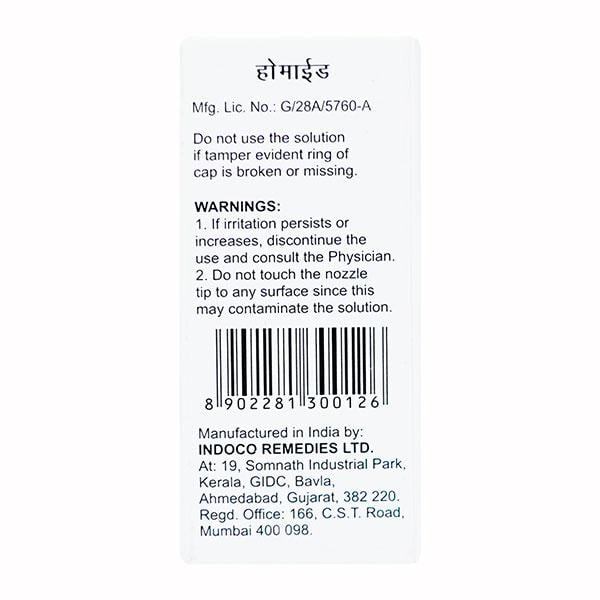 होमाईड
Mfg. Lic. No.: G/28A/5760-A
Do not use the solution
if tamper evident ring of
cap is broken or missing.
WARNINGS:
1. If irritation persists or
increases, discontinue the
use and consult the Physician.
2. Do not touch the nozzle
tip to any surface since this
may contaminate the solution.
8 902281 300126
Manufactured in India by:
INDOCO REMEDIES LTD.
At: 19, Somnath Industrial Park,
Kerala, GIDC, Bavla,
Ahmedabad, Gujarat, 382 220.
Regd. Office: 166, C.S.T. Road,
Mumbai 400 098.